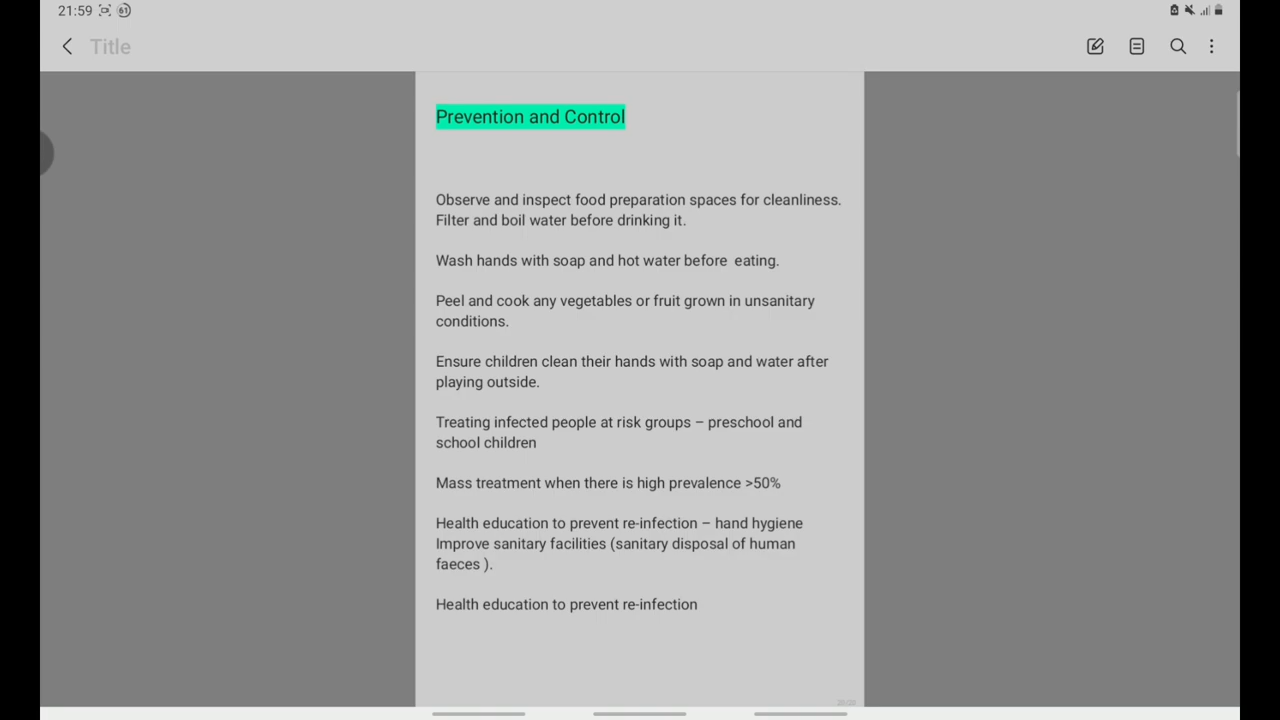 21:59 61
Title
Prevention and Control
Observe and inspect food preparation spaces for cleanliness.
Filter and boil water before drinking it.
Wash hands with soap and hot water before  eating.
Peel and cook any vegetables or fruit grown in unsanitary
conditions.
Ensure children clean their hands with soap and water after
playing outside.
Treating infected people at risk groups – preschool and
school children
Mass treatment when there is high prevalence >50%
Health education to prevent re-infection – hand hygiene
Improve sanitary facilities (sanitary disposal of human
faeces ).
Health education to prevent re-infection